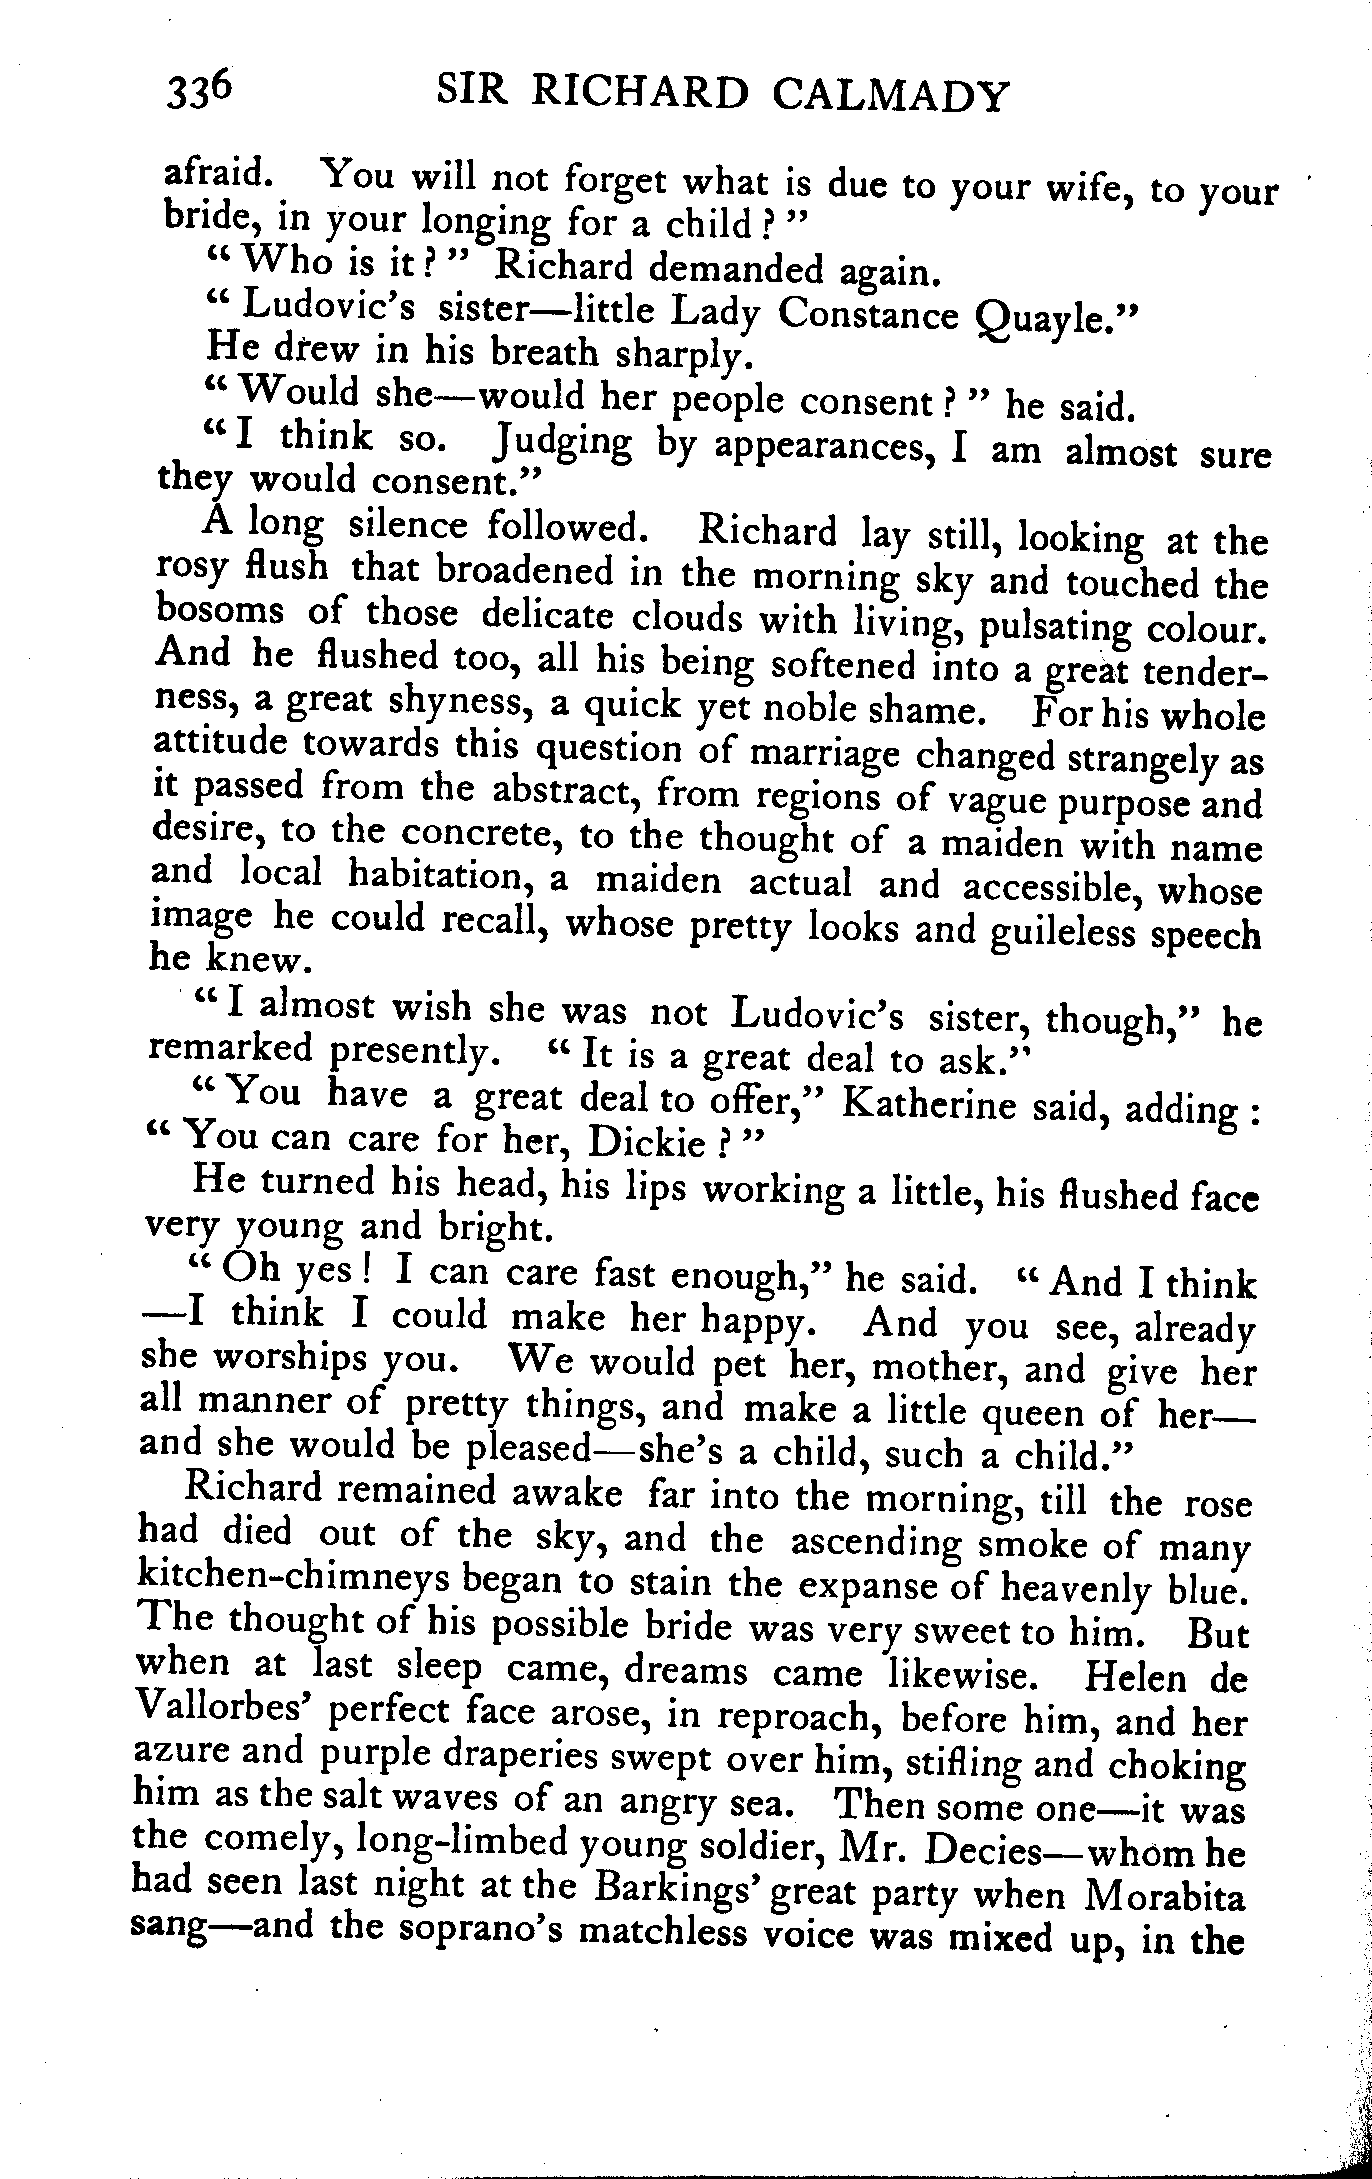 336 SIR RICHARD CALMADY
afraid. You will not forget what is due to your wife, to your
bride, in your longing for a child?"
"Who is it?" Richard demanded again.
"Ludovic's sister—little Lady Constance Quayle."
He drew in his breath sharply.
"Would she—would her people consent?" he said.
"I think so. Judging by appearances, I am almost sure
they would consent."
A long silence followed. Richard lay still, looking at the
rosy flush that broadened in the morning sky and touched the
bosoms of those delicate clouds with living, pulsating colour.
And he flushed too, all his being softened into a great tender-
ness, a great shyness, a quick yet noble shame. For his whole
attitude towards this question of marriage changed strangely as
it passed from the abstract, from regions of vague purpose and
desire, to the concrete, to the thought of a maiden with name
and local habitation, a maiden actual and accessible, whose
image he could recall, whose pretty looks and guileless speech
he knew.
"I almost wish she was not Ludovic's sister, though," he
remarked presently. "It is a great deal to ask."
"You have a great deal to offer," Katherine said, adding:
"You can care for her, Dickie?"
He turned his head, his lips working a little, his flushed face
very young and bright.
"Oh yes! I can care fast enough," he said. "And I think
—I think I could make her happy. And you see, already
she worships you. We would pet her, mother, and give her
all manner of pretty things, and make a little queen of her—
and she would be pleased—she's a child, such a child."
Richard remained awake far into the morning, till the rose
had died out of the sky, and the ascending smoke of many
kitchen-chimneys began to stain the expanse of heavenly blue.
The thought of his possible bride was very sweet to him. But
when at last sleep came, dreams came likewise. Helen de
Vallorbes' perfect face arose, in reproach, before him, and her
azure and purple draperies swept over him, stifling and choking
him as the salt waves of an angry sea. Then some one—it was
the comely, long-limbed young soldier, Mr. Decies—whom he
had seen last night at the Barkings' great party when Morabita
sang—and the soprano's matchless voice was mixed up, in the